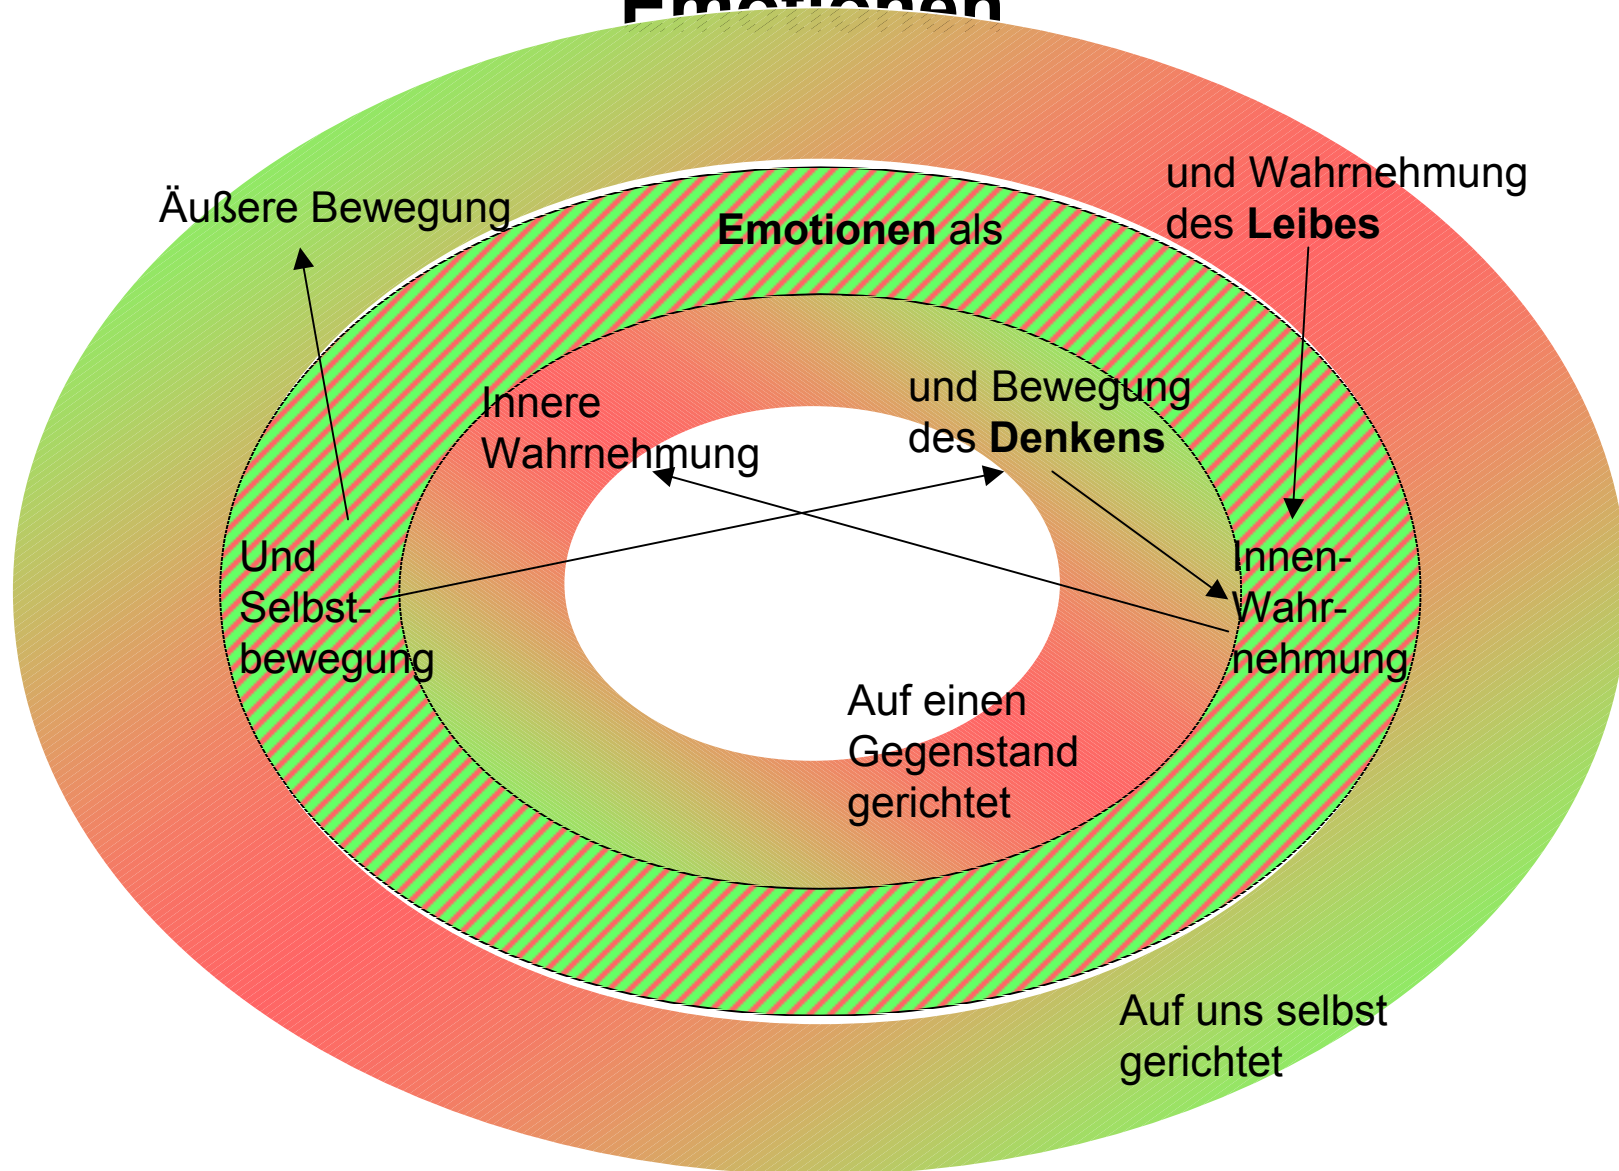 Emotionen
und Wahrnehmung
des Leibes
Äußere Bewegung
Emotionen als
Innere
Wahrnehmung
und Bewegung
des Denkens
Und
Selbst-
bewegung
Innen-
Wahr-
nehmung
Auf einen
Gegenstand
gerichtet
Auf uns selbst
gerichtet